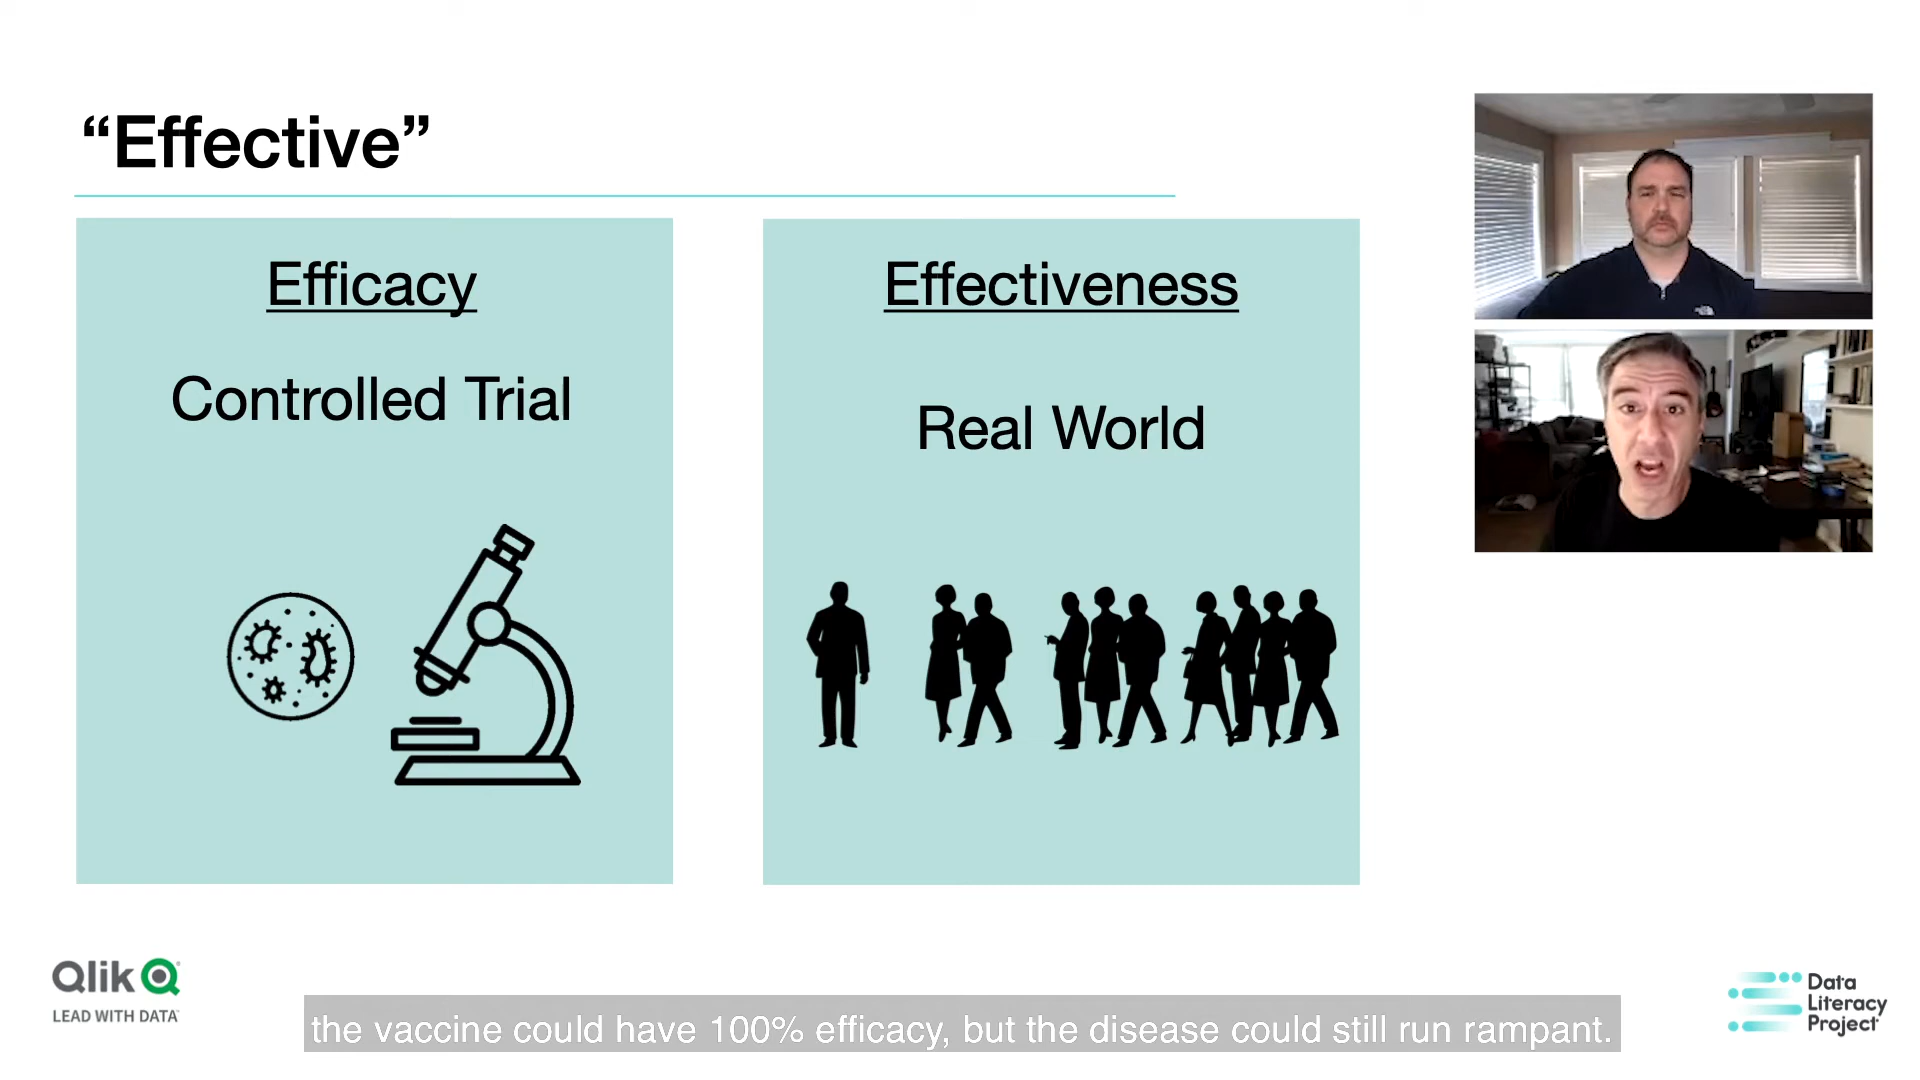 “Effective”
Efficacy
Controlled Trial
Effectiveness
Real World
Qlik
LEAD WITH DATA
the vaccine could have 100% efficacy, but the disease could still run rampant.
Data
Literacy
Project